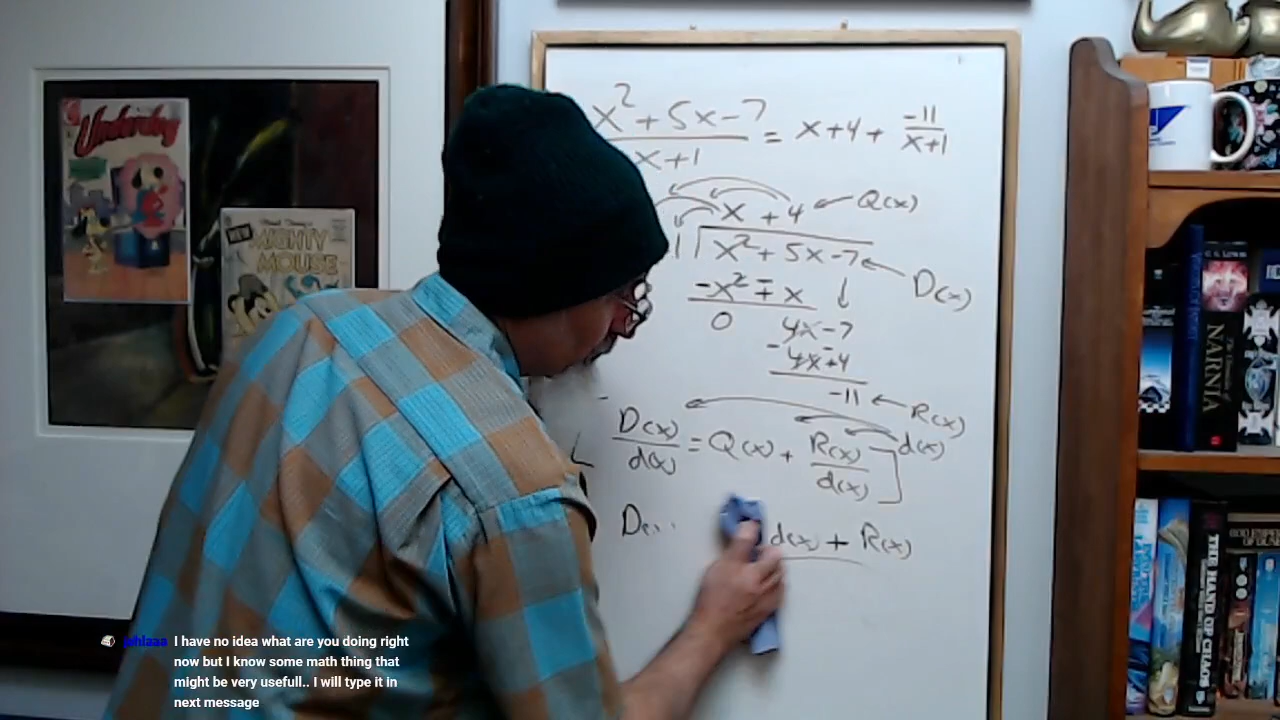 Underdog
NEW MIGHTY
MOUSE
x² + 5x - 7 = x + 4 + -11
x + 1 x + 1
x + 4 ← Q(x)
1 x² + 5x - 7 ← D(x)
-x² ∓ x ↓
0 4x - 7
- 4x + 4
-11 ← R(x)
D(x) = Q(x) + R(x) d(x)
d(x) d(x)
D( d(x) + R(x)
NARNIA
THE HAND OF CHAOS
I have no idea what are you doing right
now but I know some math thing that
might be very usefull.. I will type it in
next message